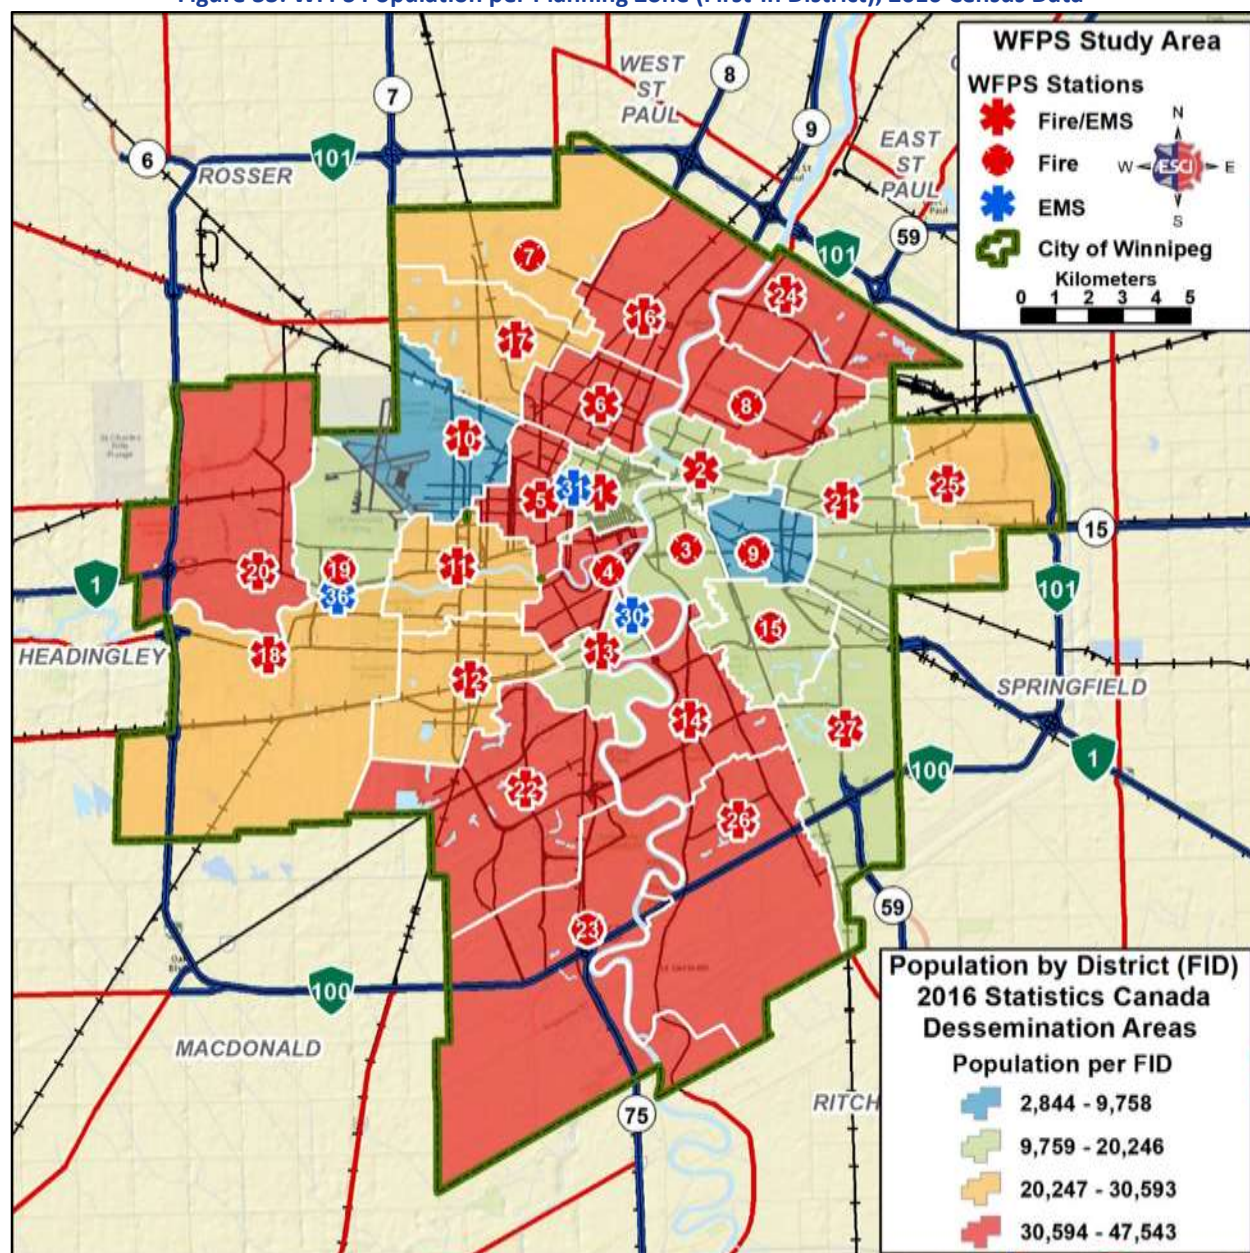 WFPS Study Area
WFPS Stations
Fire/EMS
Fire
EMS
City of Winnipeg
Kilometers
0 1 2 3 4 5
N
W
ESCI
E
S
WEST
ST
PAUL
EAST
ST
PAUL
ROSSER
HEADINGLEY
MACDONALD
SPRINGFIELD
RITCH
6
101
7
8
9
101
59
1
15
101
100
1
59
100
75
7
16
24
17
6
8
10
2
5
31
1
21
25
20
19
36
11
4
3
9
30
15
18
12
13
14
27
22
26
23
Population by District (FID)
2016 Statistics Canada
Dessemination Areas
Population per FID
2,844 - 9,758
9,759 - 20,246
20,247 - 30,593
30,594 - 47,543